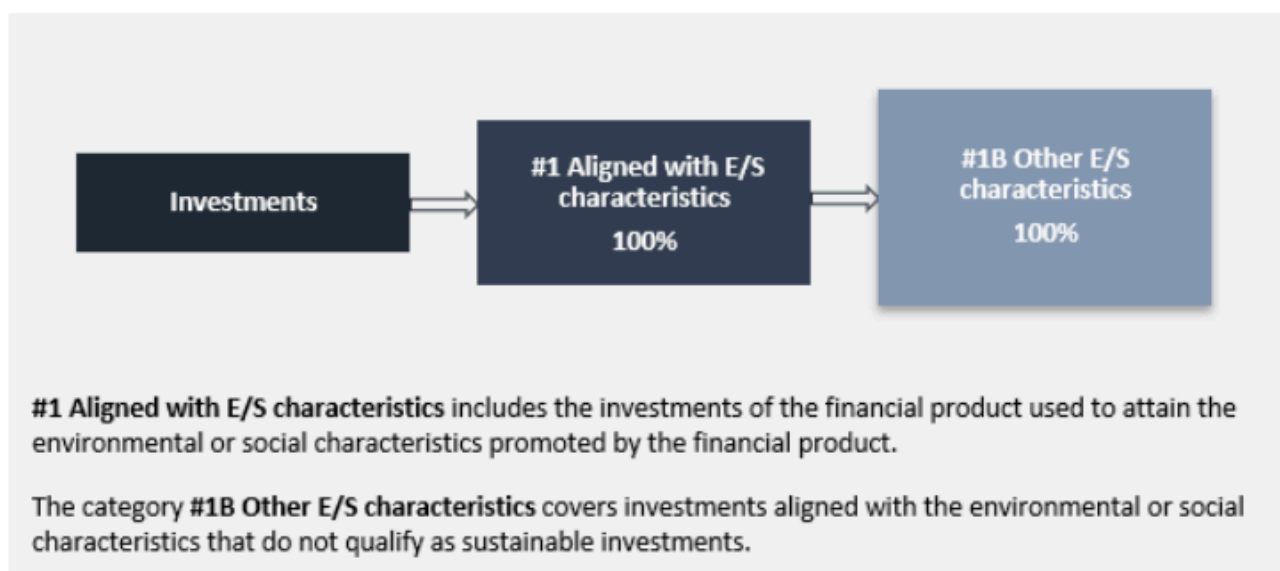 Investments
#1 Aligned with E/S
characteristics
100%
#1B Other E/S
characteristics
100%
#1 Aligned with E/S characteristics includes the investments of the financial product used to attain the
environmental or social characteristics promoted by the financial product.
The category #1B Other E/S characteristics covers investments aligned with the environmental or social
characteristics that do not qualify as sustainable investments.